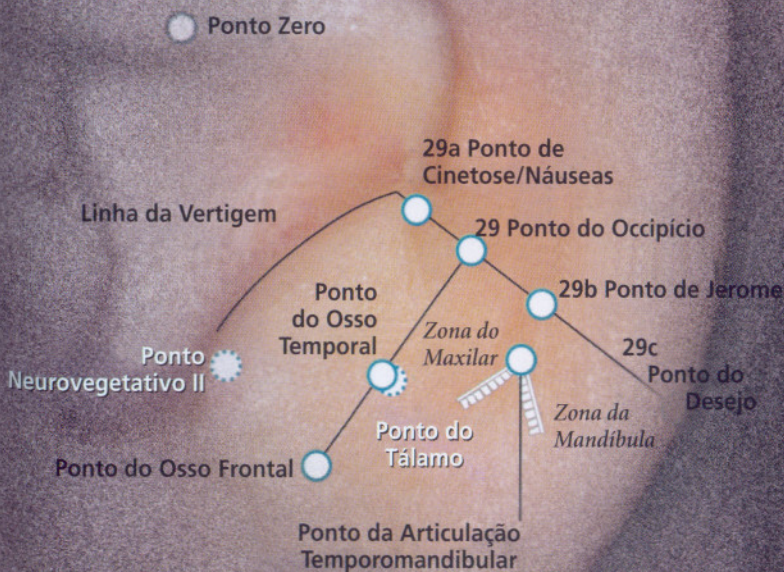 Ponto Zero
29a Ponto de
Cinetose/Náuseas
Linha da Vertigem
29 Ponto do Occipício
Ponto
do Osso
Temporal
29b Ponto de Jerome
Zona do
Maxilar
29c
Ponto do
Desejo
Ponto
Neurovegetativo II
Zona da
Mandíbula
Ponto do
Tálamo
Ponto do Osso Frontal
Ponto da Articulação
Temporomandibular